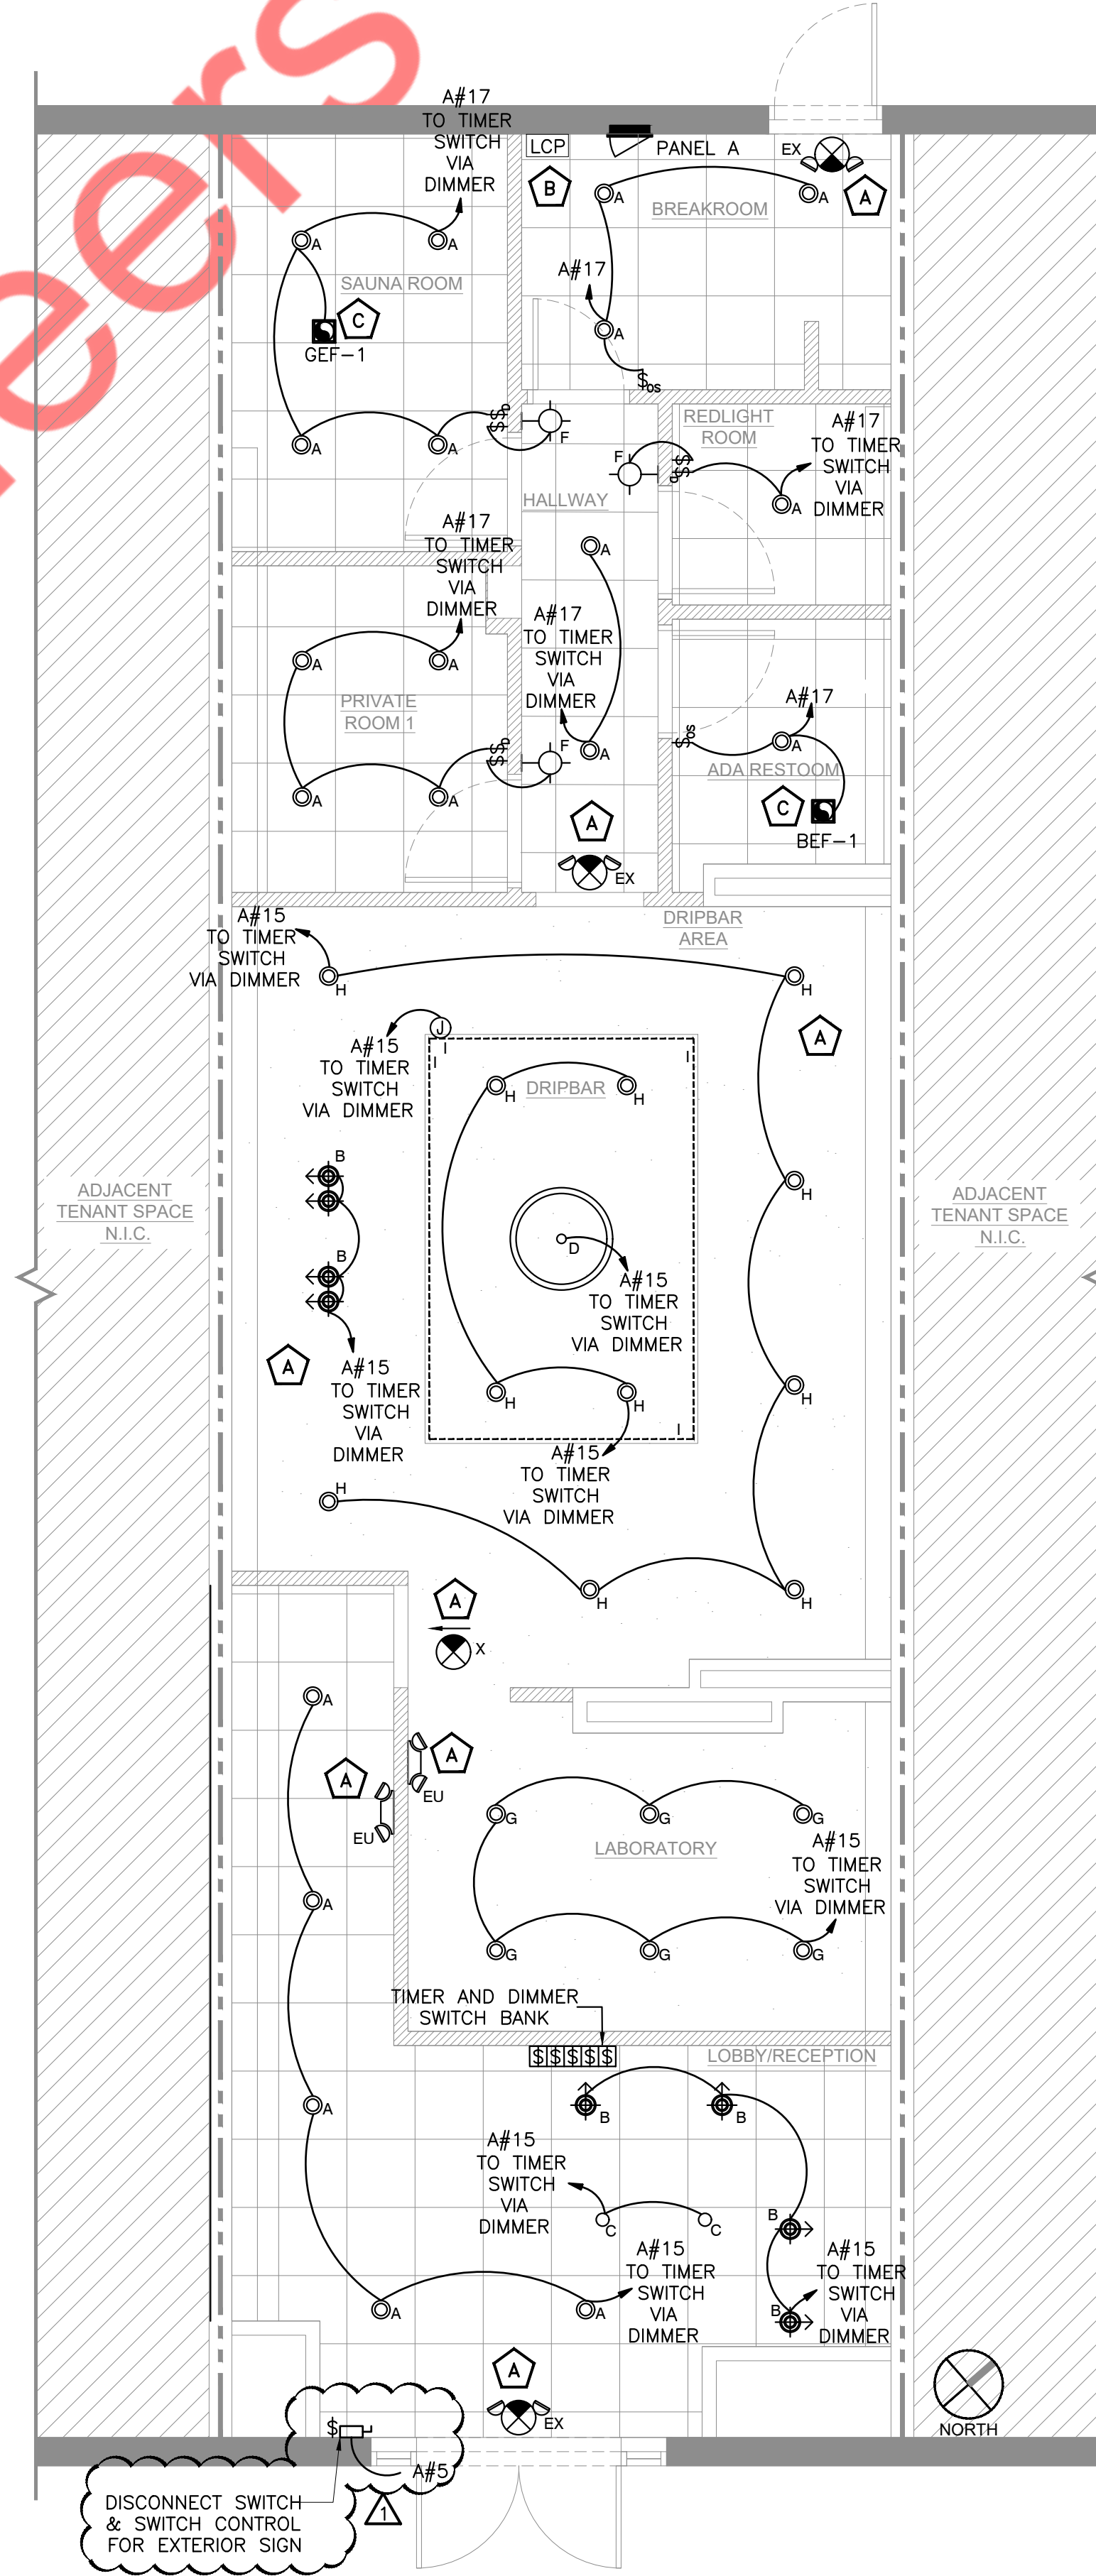 eers
A#17
TO TIMER
SWITCH
VIA
DIMMER
LCP
PANEL A
EX
B
A
A
A
BREAKROOM
A
A
SAUNA ROOM
A#17
C
GEF-1
A
$OS
A
A
$$D
F
REDLIGHT
ROOM
A#17
TO TIMER
SWITCH
VIA
DIMMER
F
$$D
A
HALLWAY
A#17
TO TIMER
SWITCH
VIA
DIMMER
A
A#17
TO TIMER
SWITCH
VIA
DIMMER
A
A
PRIVATE
ROOM 1
A#17
$OS
A
A
$$D
F
ADA RESTOOM
A
A
C
BEF-1
A
EX
A#15
TO TIMER
SWITCH
VIA DIMMER
DRIPBAR
AREA
H
H
J
A
A#15
TO TIMER
SWITCH
VIA DIMMER
I
I
I
DRIPBAR
H
H
B
H
ADJACENT
TENANT SPACE
N.I.C.
ADJACENT
TENANT SPACE
N.I.C.
D
B
A#15
TO TIMER
SWITCH
VIA DIMMER
A
A#15
TO TIMER
SWITCH
VIA
DIMMER
H
H
H
I
A#15
TO TIMER
SWITCH
VIA DIMMER
H
H
H
A
X
A
A
A
EU
EU
G
G
G
LABORATORY
A#15
TO TIMER
SWITCH
VIA DIMMER
A
G
G
G
TIMER AND DIMMER
SWITCH BANK
$$$$$
LOBBY/RECEPTION
A
B
B
A#15
TO TIMER
SWITCH
VIA
DIMMER
C
C
B
A#15
TO TIMER
SWITCH
VIA
DIMMER
A#15
TO TIMER
SWITCH
VIA
DIMMER
A
A
B
A
EX
NORTH
$
A#5
1
DISCONNECT SWITCH
& SWITCH CONTROL
FOR EXTERIOR SIGN